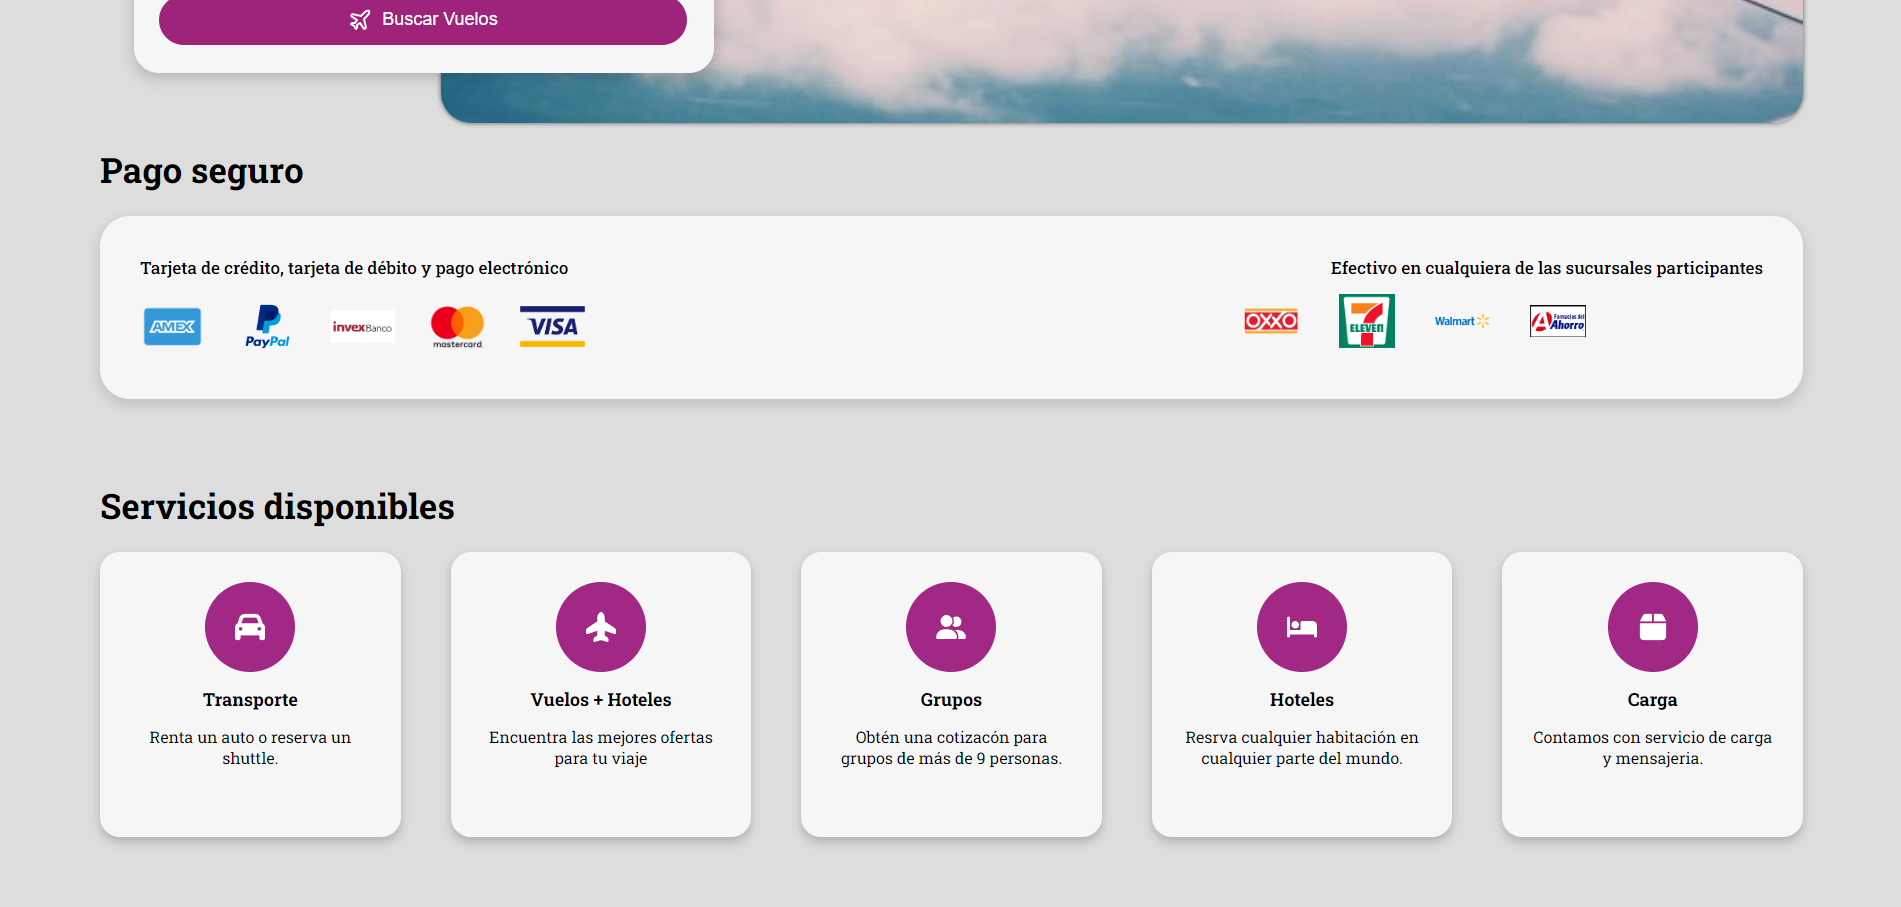 Buscar Vuelos
Pago seguro
Tarjeta de crédito, tarjeta de débito y pago electrónico
AMEX
PayPal
invex Banco
mastercard.
VISA
Efectivo en cualquiera de las sucursales participantes
OXXO
7 ELEVEN
Walmart
Farmacias del
Ahorro
Servicios disponibles
Transporte
Renta un auto o reserva un
shuttle.
Vuelos + Hoteles
Encuentra las mejores ofertas
para tu viaje
Grupos
Obtén una cotizacón para
grupos de más de 9 personas.
Hoteles
Resrva cualquier habitación en
cualquier parte del mundo.
Carga
Contamos con servicio de carga
y mensajeria.